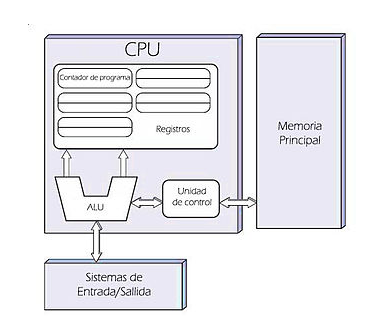 CPU
Contador de programa
Registros
ALU
Unidad
de control
Memoria
Principal
Sistemas de
Entrada/Sallida